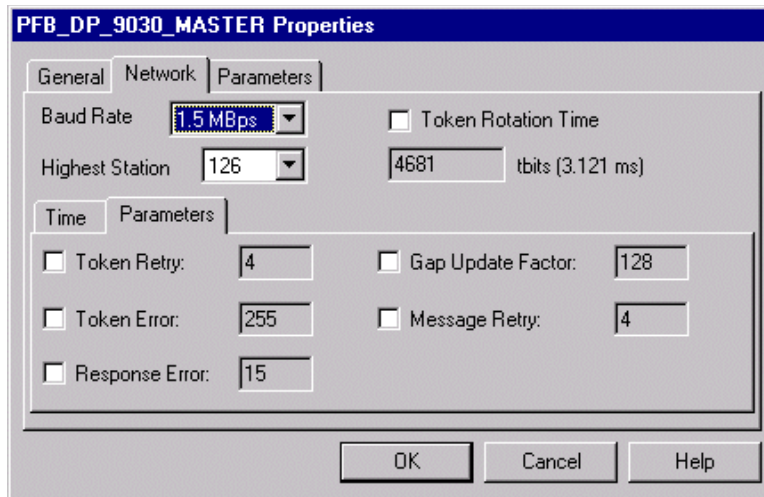 PFB_DP_9030_MASTER Properties
General Network Parameters
Baud Rate 1.5 MBps Token Rotation Time
Highest Station 126 4681 tbits (3.121 ms)
Time Parameters
Token Retry: 4 Gap Update Factor: 128
Token Error: 255 Message Retry: 4
Response Error: 15
OK Cancel Help